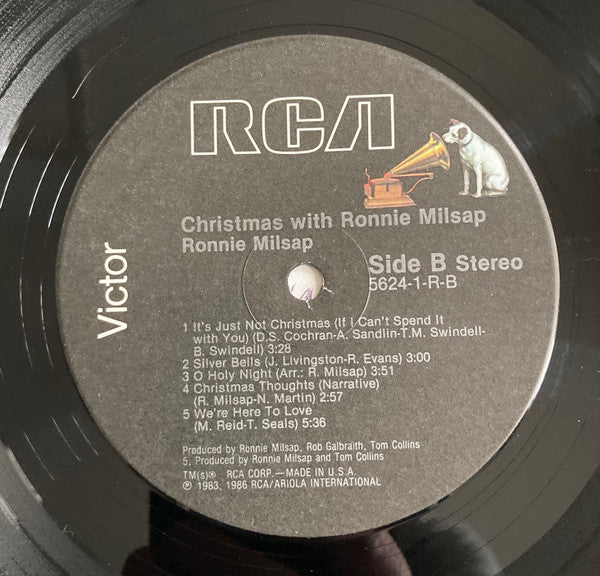 RCA
Victor
Christmas with Ronnie Milsap
Ronnie Milsap
Side B Stereo
5624-1-R-B
1 It's Just Not Christmas (If I Can't Spend It
with You) (D.S. Cochran-A. Sandlin-T.M. Swindell-
B. Swindell) 3:28
2 Silver Bells (J. Livingston-R. Evans) 3:00
3 O Holy Night (Arr.: R. Milsap) 3:51
4 Christmas Thoughts (Narrative)
(R. Milsap-N. Martin) 2:57
5 We're Here To Love
(M. Reid-T. Seals) 5:36
Produced by Ronnie Milsap, Rob Galbraith, Tom Collins
5. Produced by Ronnie Milsap and Tom Collins
TM(s)® RCA CORP.—MADE IN U.S.A.
℗ 1983, 1986 RCA/ARIOLA INTERNATIONAL